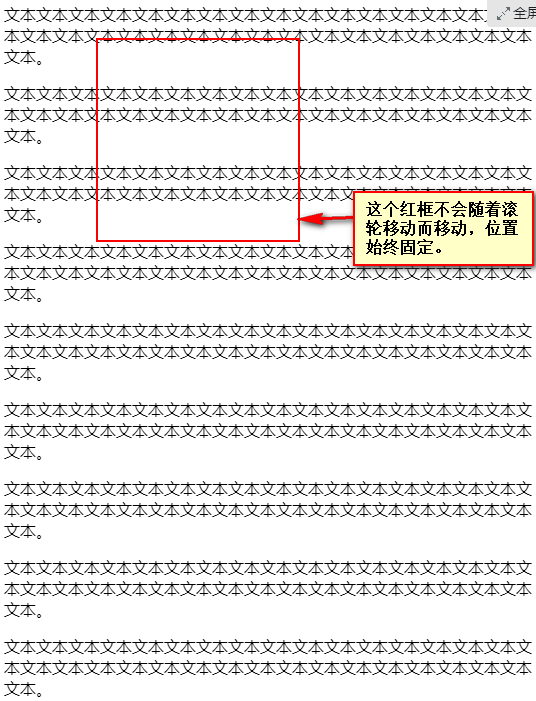 文本文本文本文本文本文本文本文本文本文本文本文本文本文本文本
全屏
本文本文本文本文本文本文本文本文本文本文本文本文本文本文本文本文本
文本。
文本文本文本文本文本文本文本文本文本文本文本文本文本文本文本文本文
本文本文本文本文本文本文本文本文本文本文本文本文本文本文本文本文本
文本。
文本文本文本文本文本文本文本文本文本文本文本文本文本文本文本文本文
本文本文本文本文本文本文本文本文本文本文本
文本。
这个红框不会随着滚
轮移动而移动，位置
始终固定。
文本文本文本文本文本文本文本文本文本文本文
本文本文本文本文本文本文本文本文本文本文本文本文本文本文本文本文本
文本。
文本文本文本文本文本文本文本文本文本文本文本文本文本文本文本文本文
本文本文本文本文本文本文本文本文本文本文本文本文本文本文本文本文本
文本。
文本文本文本文本文本文本文本文本文本文本文本文本文本文本文本文本文
本文本文本文本文本文本文本文本文本文本文本文本文本文本文本文本文本
文本。
文本文本文本文本文本文本文本文本文本文本文本文本文本文本文本文本文
本文本文本文本文本文本文本文本文本文本文本文本文本文本文本文本文本
文本。
文本文本文本文本文本文本文本文本文本文本文本文本文本文本文本文本文
本文本文本文本文本文本文本文本文本文本文本文本文本文本文本文本文本
文本。
文本文本文本文本文本文本文本文本文本文本文本文本文本文本文本文本文
本文本文本文本文本文本文本文本文本文本文本文本文本文本文本文本文本
文本。